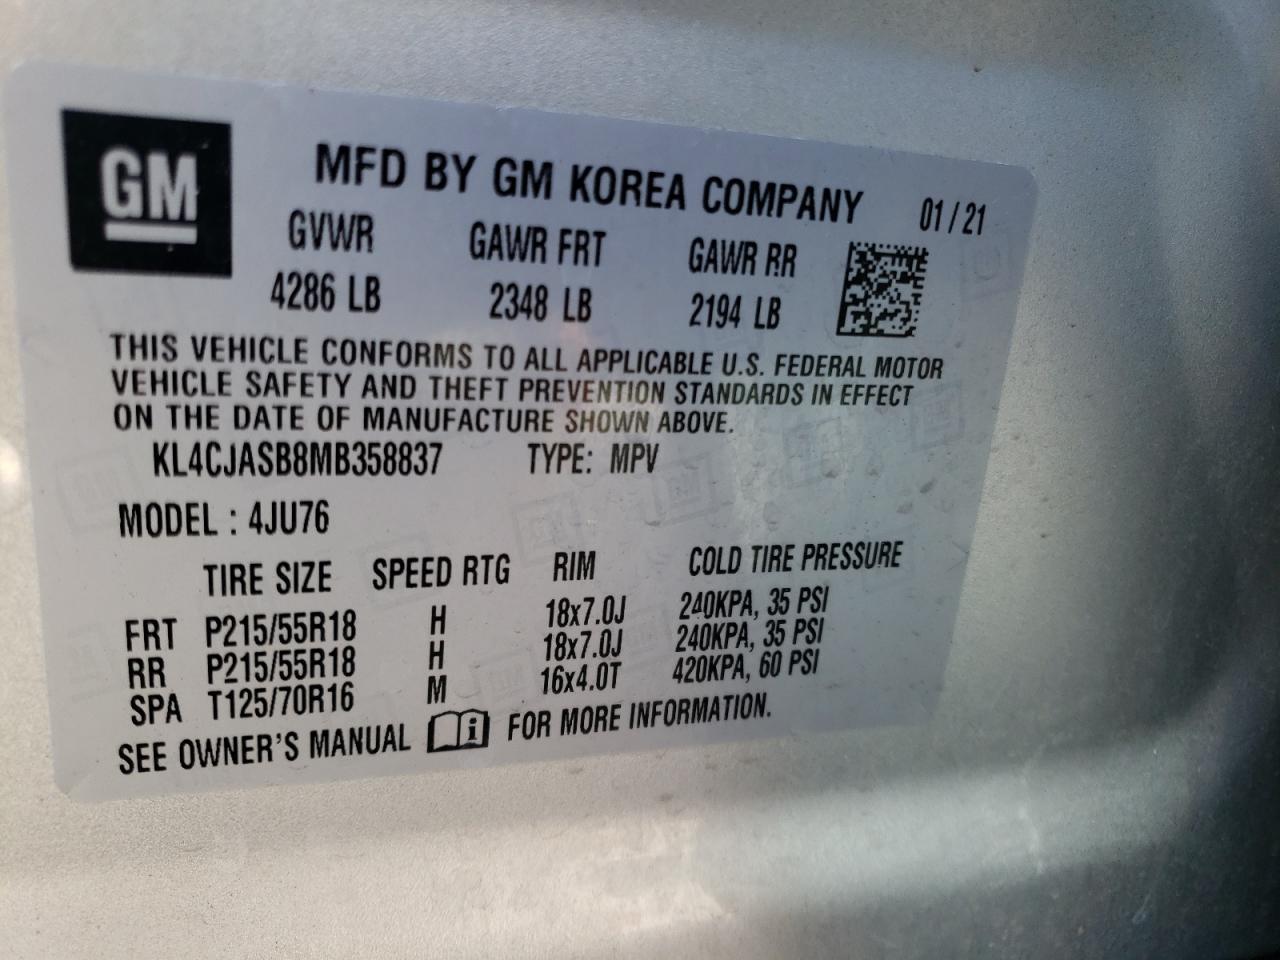 GM
MFD BY GM KOREA COMPANY 01/21
GVWR GAWR FRT GAWR RR
4286 LB 2348 LB 2194 LB
THIS VEHICLE CONFORMS TO ALL APPLICABLE U.S. FEDERAL MOTOR
VEHICLE SAFETY AND THEFT PREVENTION STANDARDS IN EFFECT
ON THE DATE OF MANUFACTURE SHOWN ABOVE.
KL4CJASB8MB358837 TYPE: MPV
MODEL : 4JU76
TIRE SIZE SPEED RTG RIM COLD TIRE PRESSURE
FRT P215/55R18 H 18x7.0J 240KPA, 35 PSI
RR P215/55R18 H 18x7.0J 240KPA, 35 PSI
SPA T125/70R16 M 16x4.0T 420KPA, 60 PSI
SEE OWNER'S MANUAL i FOR MORE INFORMATION.